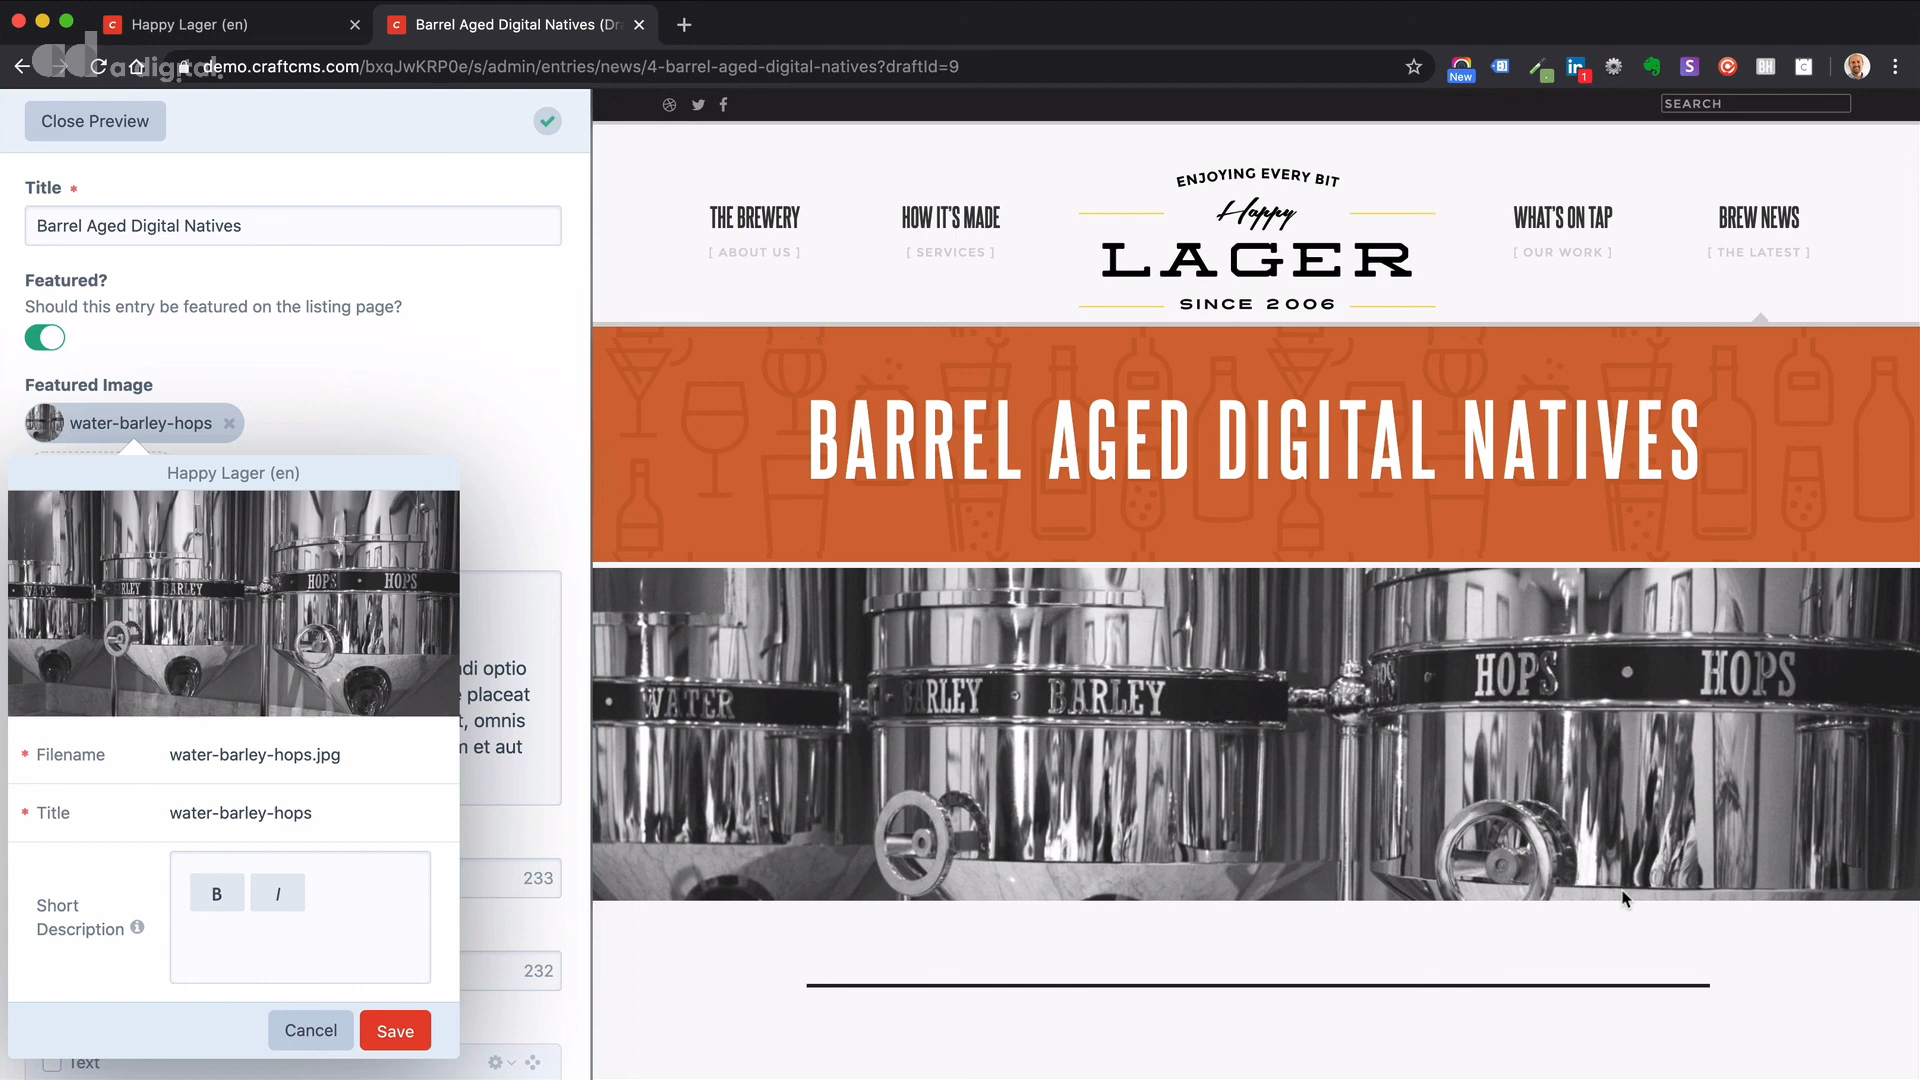 Happy Lager (en)
Barrel Aged Digital Natives (Dr
adigital.
demo.craftcms.com/bxqJwKRP0e/s/admin/entries/news/4-barrel-aged-digital-natives?draftId=9
New
1
Close Preview
SEARCH
Title *
Barrel Aged Digital Natives
Featured?
Should this entry be featured on the listing page?
Featured Image
water-barley-hops
Happy Lager (en)
WATER
BARLEY
HOPS • HOPS
ndi optio
placeat
t, omnis
m et aut
* Filename water-barley-hops.jpg
* Title water-barley-hops
Short
Description
B I
233
232
Cancel Save
Text
THE BREWERY
[ ABOUT US ]
HOW IT'S MADE
[ SERVICES ]
ENJOYING EVERY BIT
Happy
LAGER
SINCE 2006
WHAT'S ON TAP
[ OUR WORK ]
BREW NEWS
[ THE LATEST ]
BARREL AGED DIGITAL NATIVES
• WATER
BARLEY • BARLEY
HOPS • HOPS